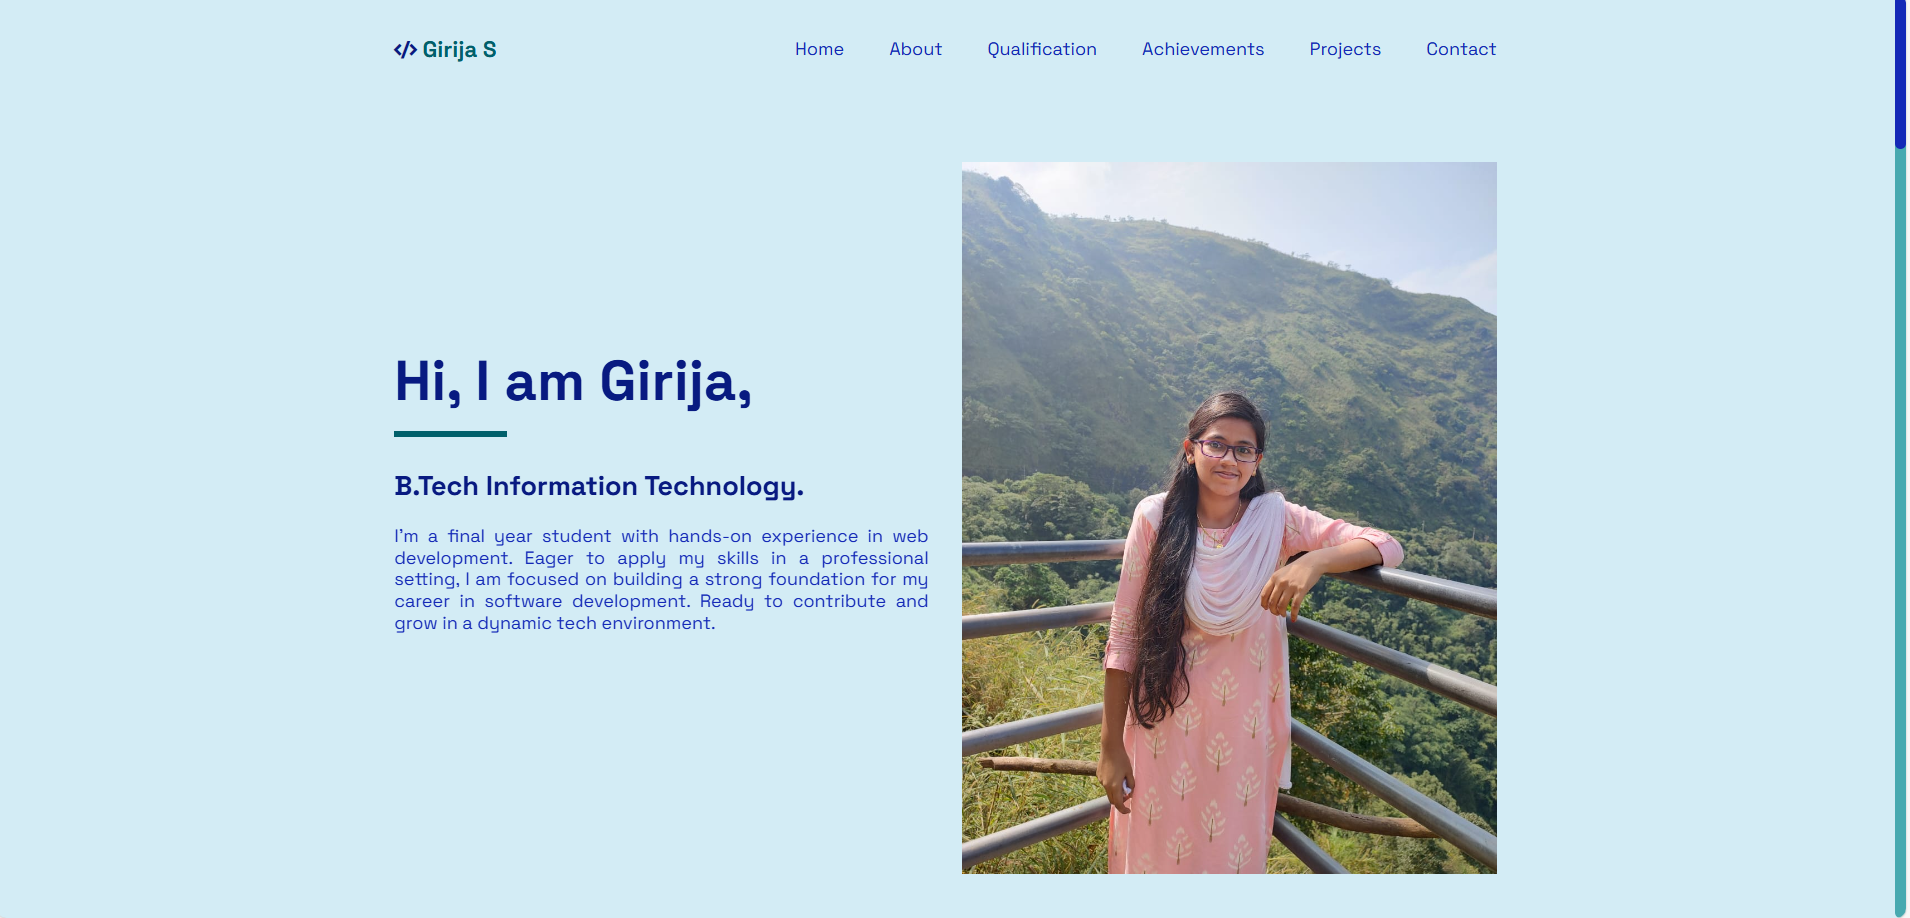 </> Girija S
Home About Qualification Achievements Projects Contact
Hi, I am Girija,
B.Tech Information Technology.
I'm a final year student with hands-on experience in web
development. Eager to apply my skills in a professional
setting, I am focused on building a strong foundation for my
career in software development. Ready to contribute and
grow in a dynamic tech environment.